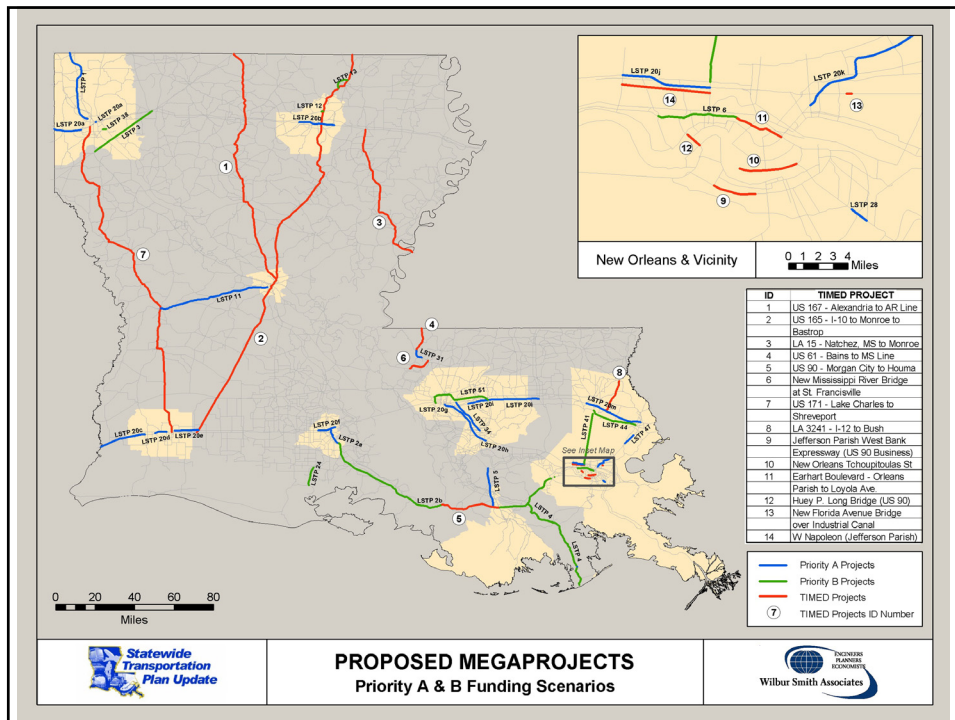 LSTP 1
LSTP 20a
LSTP 38
LSTP 20a
LSTP 3
LSTP 13
LSTP 12
LSTP 20b
1
3
7
LSTP 11
2
4
6
LSTP 31
LSTP 51
LSTP 20g
LSTP 20i
LSTP 20j
LSTP 34
LSTP 20h
8
LSTP 20m
LSTP 44
LSTP 41
LSTP 47
See Inset Map
LSTP 20c
LSTP 20d
LSTP 20e
LSTP 20f
LSTP 2a
LSTP 24
LSTP 2b
5
LSTP 5
LSTP 4
LSTP 4
LSTP 20j
14
LSTP 6
11
12
10
9
LSTP 20k
13
LSTP 28
New Orleans & Vicinity
0 1 2 3 4
Miles
ID TIMED PROJECT
1 US 167 - Alexandria to AR Line
2 US 165 - I-10 to Monroe to
Bastrop
3 LA 15 - Natchez, MS to Monroe
4 US 61 - Bains to MS Line
5 US 90 - Morgan City to Houma
6 New Mississippi River Bridge
at St. Francisville
7 US 171 - Lake Charles to
Shreveport
8 LA 3241 - I-12 to Bush
9 Jefferson Parish West Bank
Expressway (US 90 Business)
10 New Orleans Tchoupitoulas St
11 Earhart Boulevard - Orleans
Parish to Loyola Ave.
12 Huey P. Long Bridge (US 90)
13 New Florida Avenue Bridge
over Industrial Canal
14 W Napoleon (Jefferson Parish)
Priority A Projects
Priority B Projects
TIMED Projects
7 TIMED Projects ID Number
0 20 40 60 80
Miles
Statewide
Transportation
Plan Update
PROPOSED MEGAPROJECTS
Priority A & B Funding Scenarios
ENGINEERS
PLANNERS
ECONOMISTS
Wilbur Smith Associates